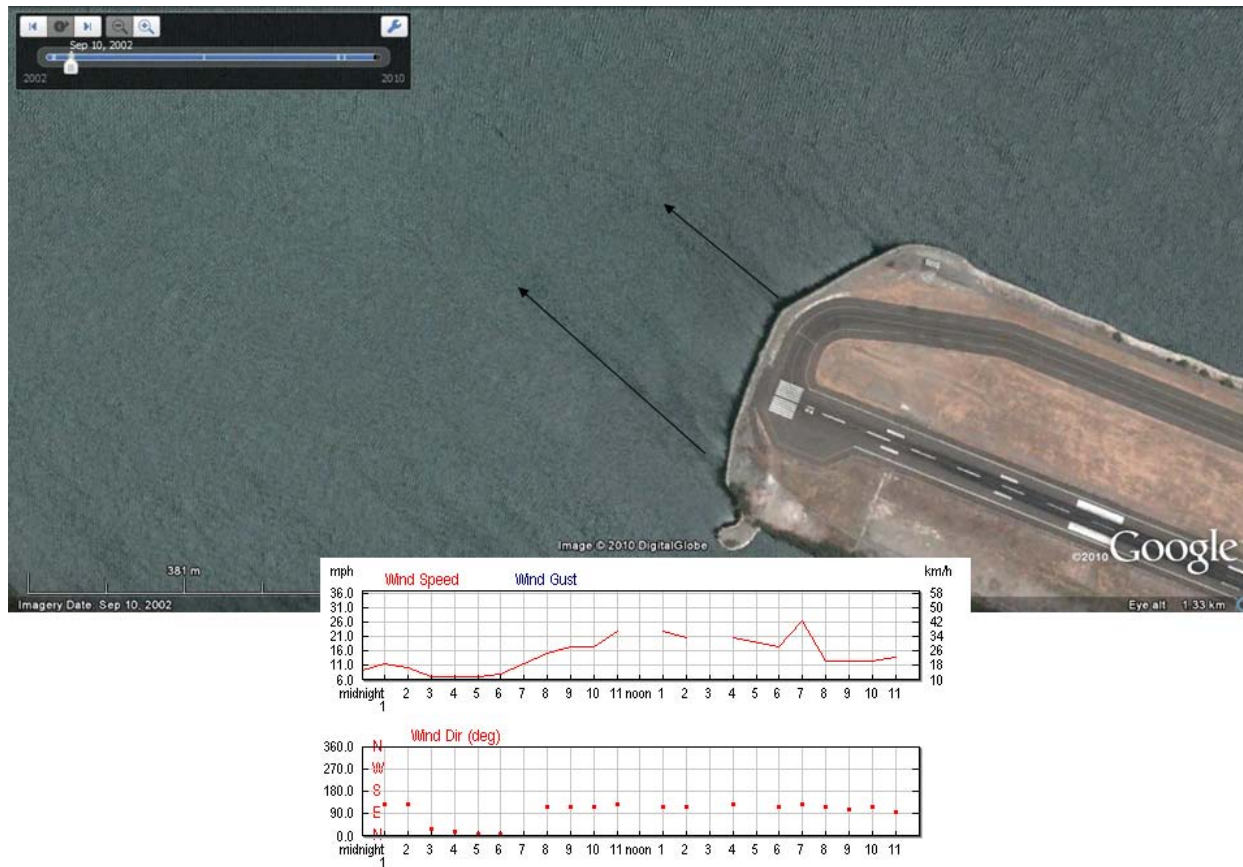 Sep 10, 2002
2002 2010
Image © 2010 DigitalGlobe
©2010 Google
381 m
Imagery Date: Sep 10, 2002
Eye alt 1.33 km
mph Wind Speed Wind Gust km/h
36.0 58
31.0 50
26.0 42
21.0 34
16.0 26
11.0 18
6.0 10
midnight 1 2 3 4 5 6 7 8 9 10 11 noon 1 2 3 4 5 6 7 8 9 10 11
Wind Dir (deg)
360.0 N
270.0 W
180.0 S
90.0 E
0.0 N
midnight 1 2 3 4 5 6 7 8 9 10 11 noon 1 2 3 4 5 6 7 8 9 10 11